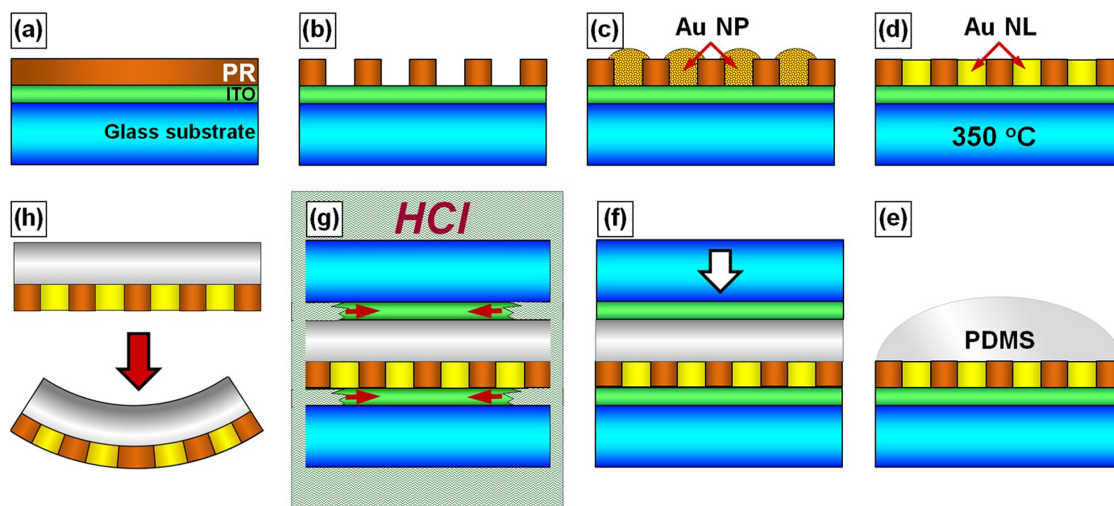 (a)
PR
ITO
Glass substrate
(b)
(c)
Au NP
(d)
Au NL
350 °C
(h)
(g)
HCl
(f)
(e)
PDMS